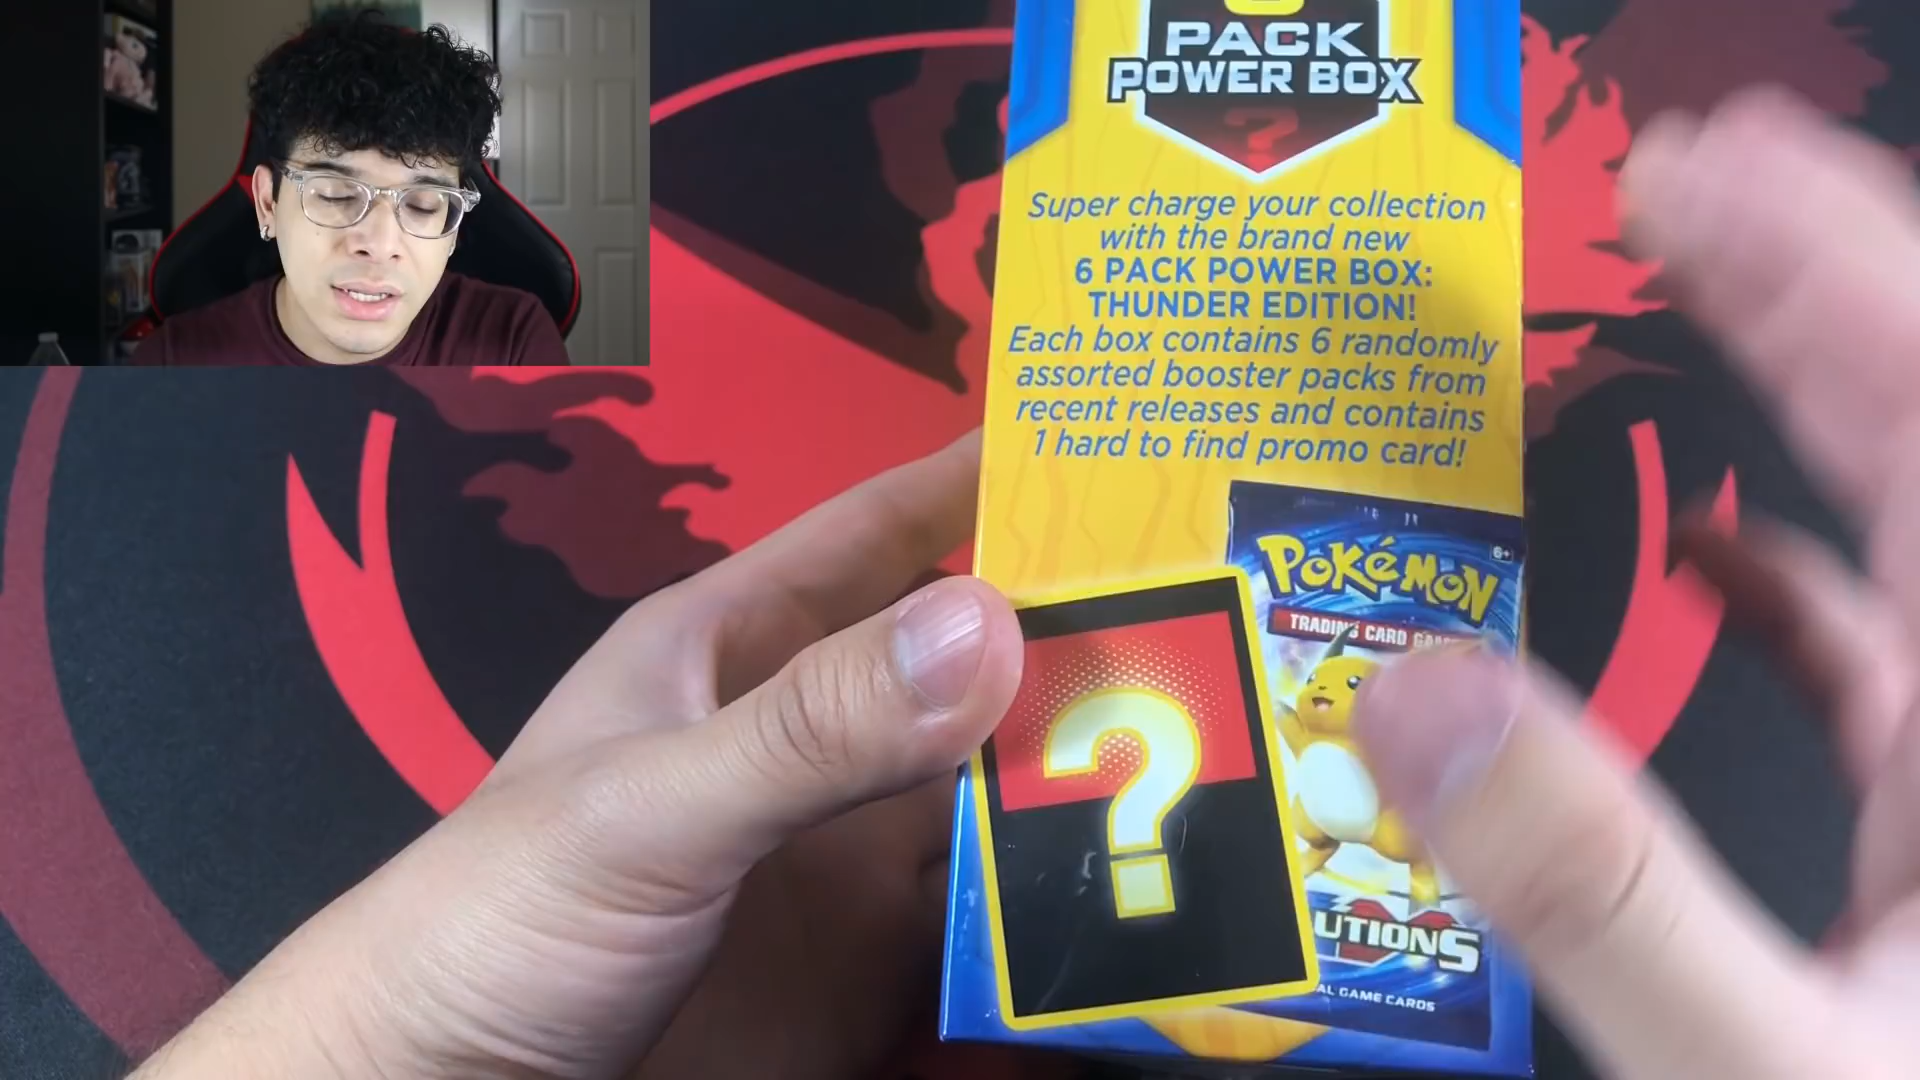 PACK
POWER BOX
?
Super charge your collection
with the brand new
6 PACK POWER BOX:
THUNDER EDITION!
Each box contains 6 randomly
assorted booster packs from
recent releases and contains
1 hard to find promo card!
POKéMON
6+
TRADING CARD
?
UTIONS
AL GAME CARDS